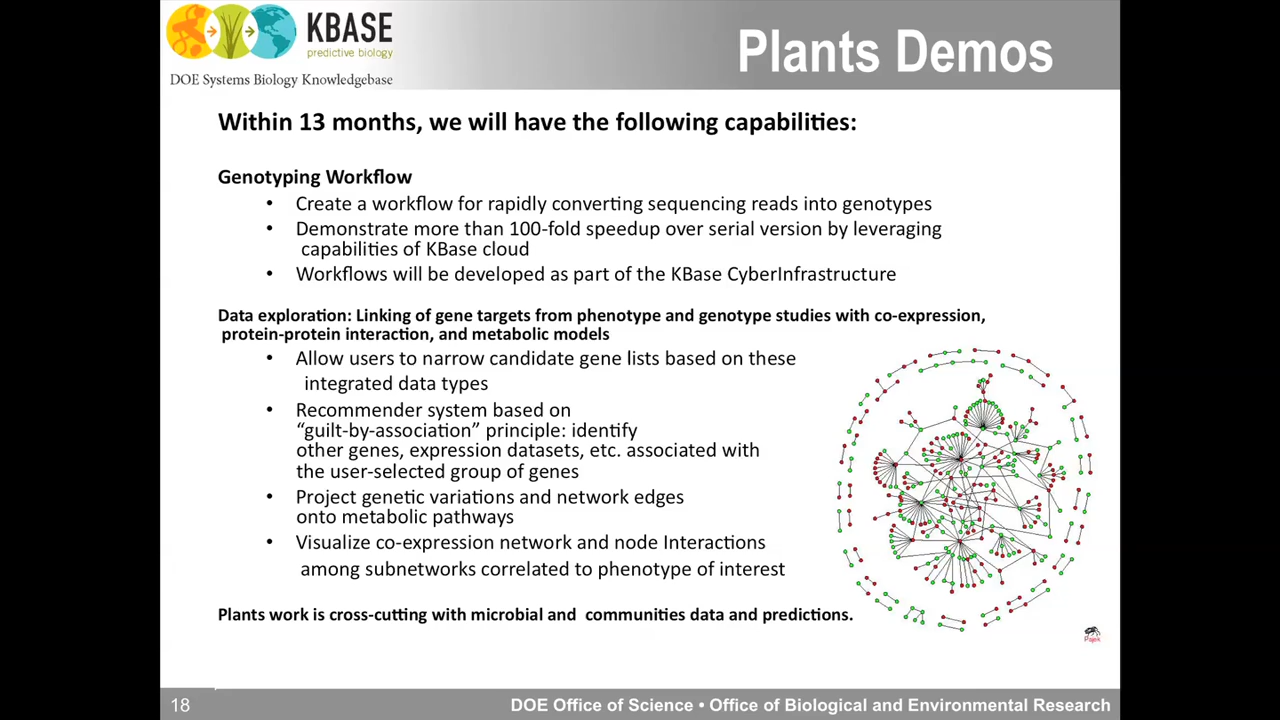 KBASE
predictive biology
DOE Systems Biology Knowledgebase
Plants Demos
Within 13 months, we will have the following capabilities:
Genotyping Workflow
• Create a workflow for rapidly converting sequencing reads into genotypes
• Demonstrate more than 100-fold speedup over serial version by leveraging
capabilities of KBase cloud
• Workflows will be developed as part of the KBase CyberInfrastructure
Data exploration: Linking of gene targets from phenotype and genotype studies with co-expression,
protein-protein interaction, and metabolic models
• Allow users to narrow candidate gene lists based on these
integrated data types
• Recommender system based on
“guilt-by-association” principle: identify
other genes, expression datasets, etc. associated with
the user-selected group of genes
• Project genetic variations and network edges
onto metabolic pathways
• Visualize co-expression network and node Interactions
among subnetworks correlated to phenotype of interest
Plants work is cross-cutting with microbial and communities data and predictions.
Pajek
18
DOE Office of Science • Office of Biological and Environmental Research